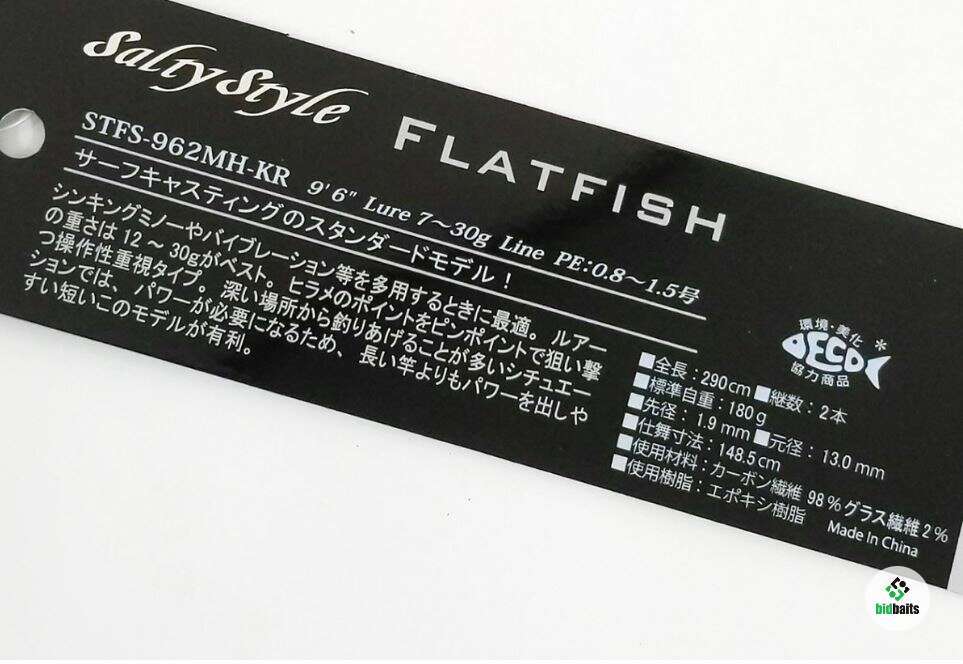 Salty Style
FLATFISH
STFS-962MH-KR 9'6" Lure 7～30g Line PE:0.8～1.5号
サーフキャスティングのスタンダードモデル！
シンキングミノーやバイブレーション等を多用するときに最適。ルアー
の重さは12～30gがベスト。ヒラメのポイントをピンポイントで狙い撃
つ操作性重視タイプ。深い場所から釣りあげることが多いシチュエー
ションでは、パワーが必要になるため、長い竿よりもパワーを出しや
すい短いこのモデルが有利。
環境・美化
ECO
協力商品
*
■全長：290cm ■継数：2本
■標準自重：180g
■先径：1.9mm ■元径：13.0mm
■仕舞寸法：148.5cm
■使用材料：カーボン繊維 98％グラス繊維2％
■使用樹脂：エポキシ樹脂
Made In China
bidbaits